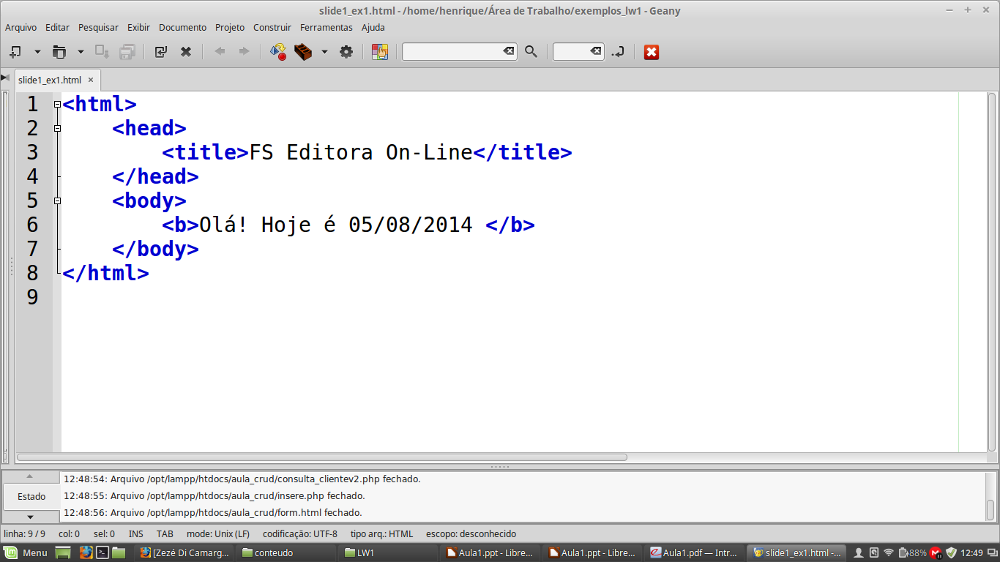 slide1_ex1.html - /home/henrique/Área de Trabalho/exemplos_lw1 - Geany
Arquivo Editar Pesquisar Exibir Documento Projeto Construir Ferramentas Ajuda
slide1_ex1.html
1 <html>
2 <head>
3 <title>FS Editora On-Line</title>
4 </head>
5 <body>
6 <b>Olá! Hoje é 05/08/2014 </b>
7 </body>
8 </html>
9
12:48:54: Arquivo /opt/lampp/htdocs/aula_crud/consulta_clientev2.php fechado.
Estado
12:48:55: Arquivo /opt/lampp/htdocs/aula_crud/insere.php fechado.
12:48:56: Arquivo /opt/lampp/htdocs/aula_crud/form.html fechado.
linha: 9 / 9 col: 0 sel: 0 INS TAB modo: Unix (LF) codificação: UTF-8 tipo arq.: HTML escopo: desconhecido
Menu [Zezé Di Camarg... conteudo LW1 Aula1.ppt - Libre... Aula1.ppt - Libre... Aula1.pdf — Intr... slide1_ex1.html -... 88% 12:49